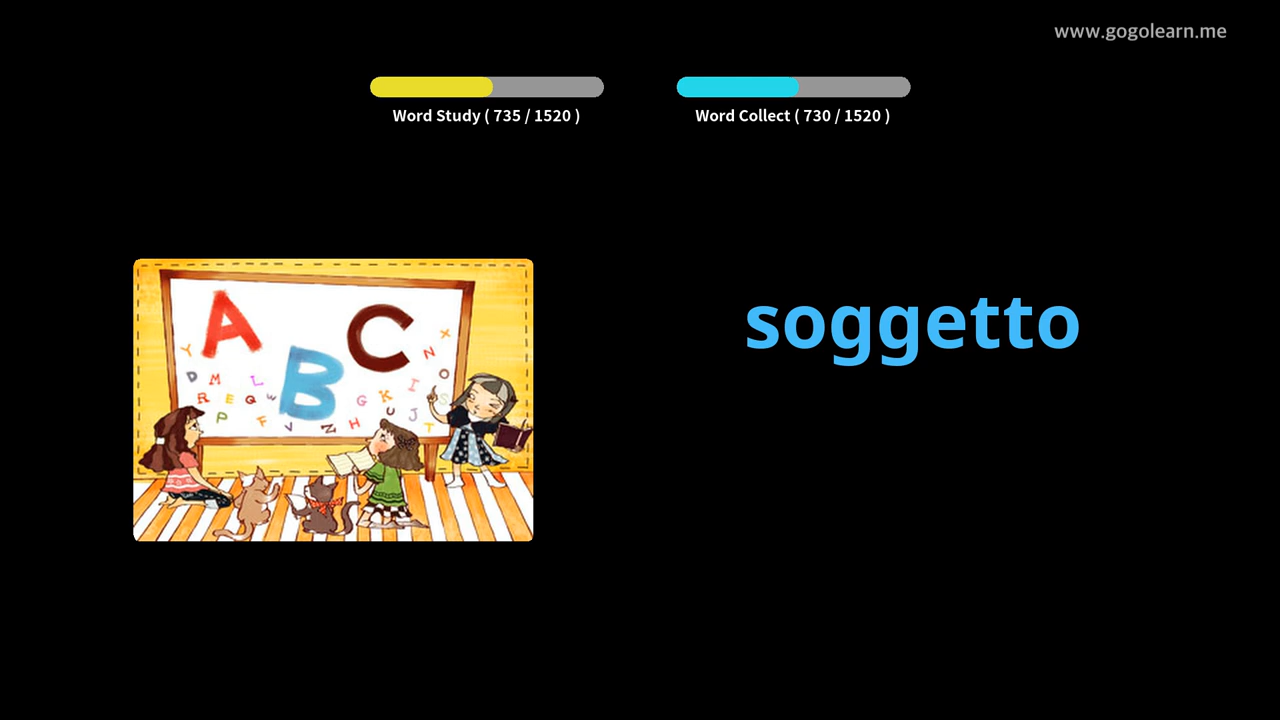 www.gogolearn.me
Word Study ( 735 / 1520 )
Word Collect ( 730 / 1520 )
soggetto
A
C
B
X
Y
N
D M L O
R E Q W G K I S
P F V Z H U J T